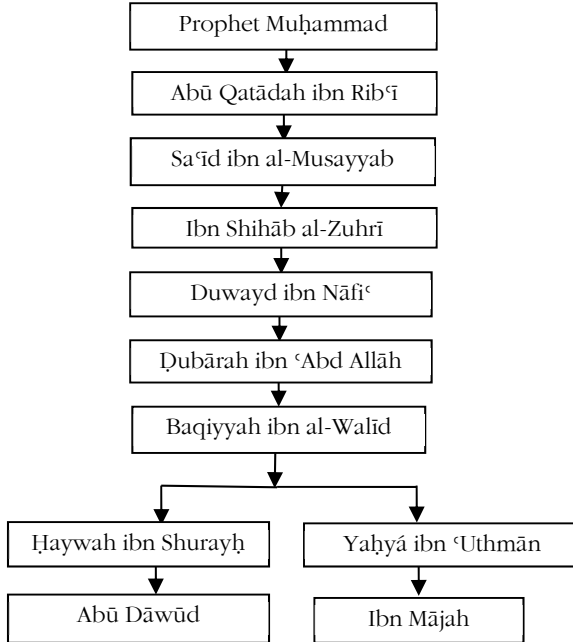 Prophet Muḥammad
Abū Qatādah ibn Ribʿī
Saʿīd ibn al-Musayyab
Ibn Shihāb al-Zuhrī
Duwayd ibn Nāfiʿ
Ḍubārah ibn ʿAbd Allāh
Baqiyyah ibn al-Walīd
Ḥaywah ibn Shurayḥ
Yaḥyá ibn ʿUthmān
Abū Dāwūd
Ibn Mājah